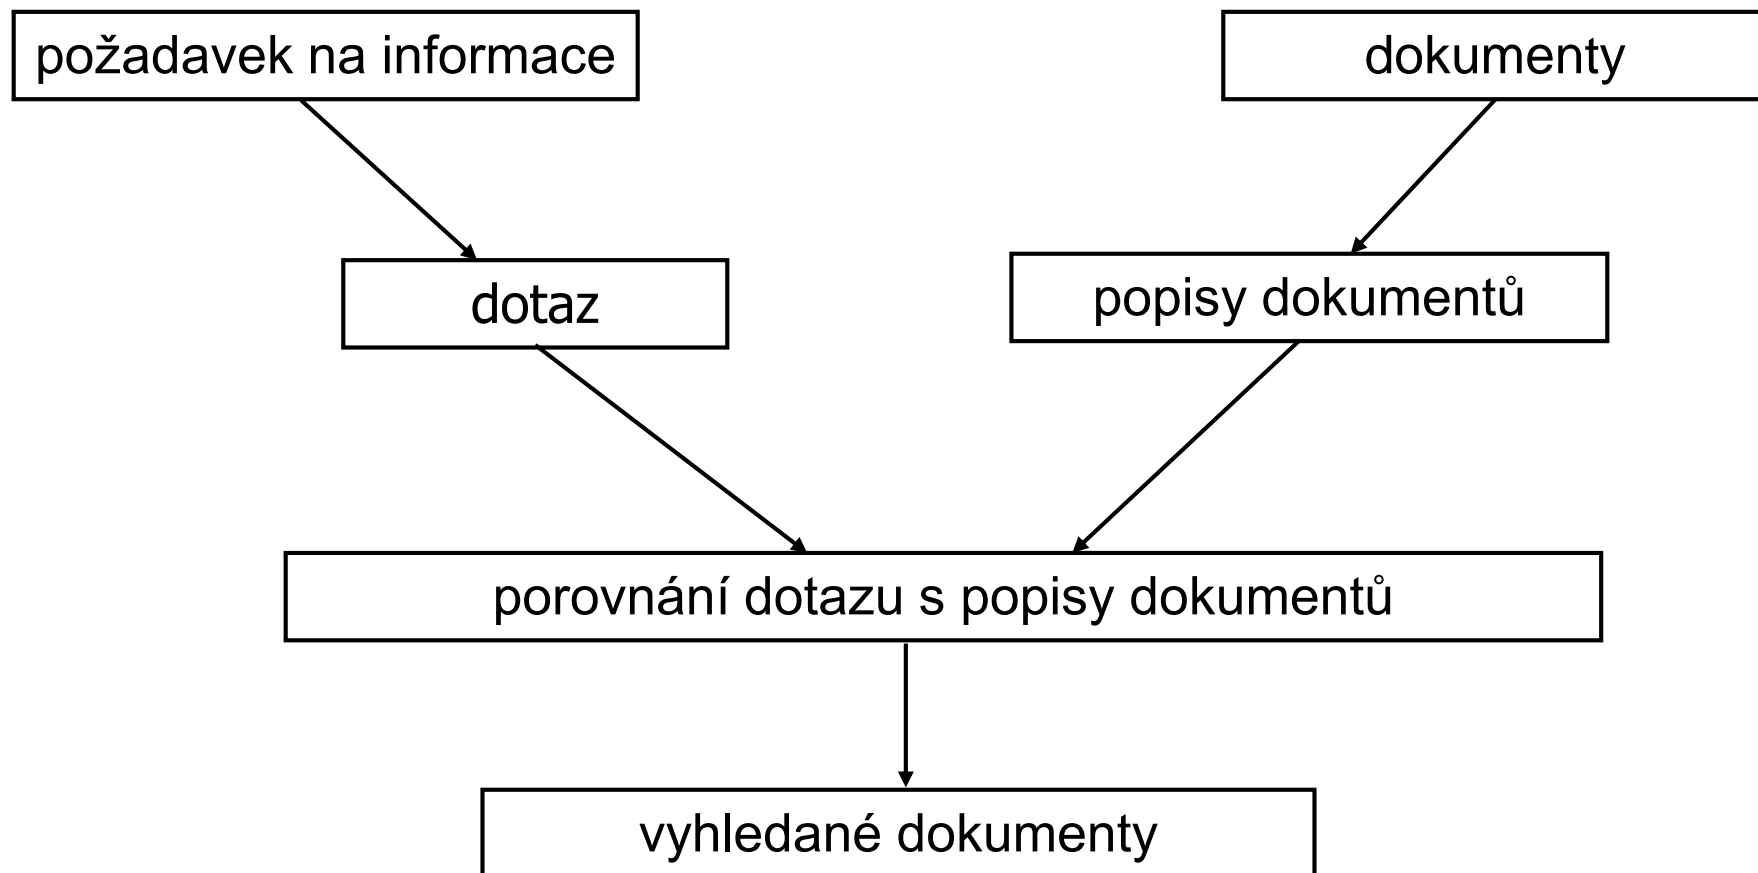 požadavek na informace
dokumenty
dotaz
popisy dokumentů
porovnání dotazu s popisy dokumentů
vyhledané dokumenty